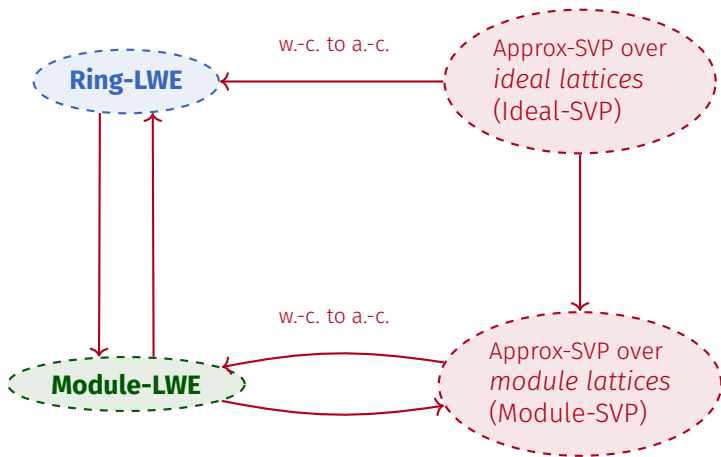 w.-c. to a.-c.
Ring-LWE
Approx-SVP over
ideal lattices
(Ideal-SVP)
w.-c. to a.-c.
Module-LWE
Approx-SVP over
module lattices
(Module-SVP)